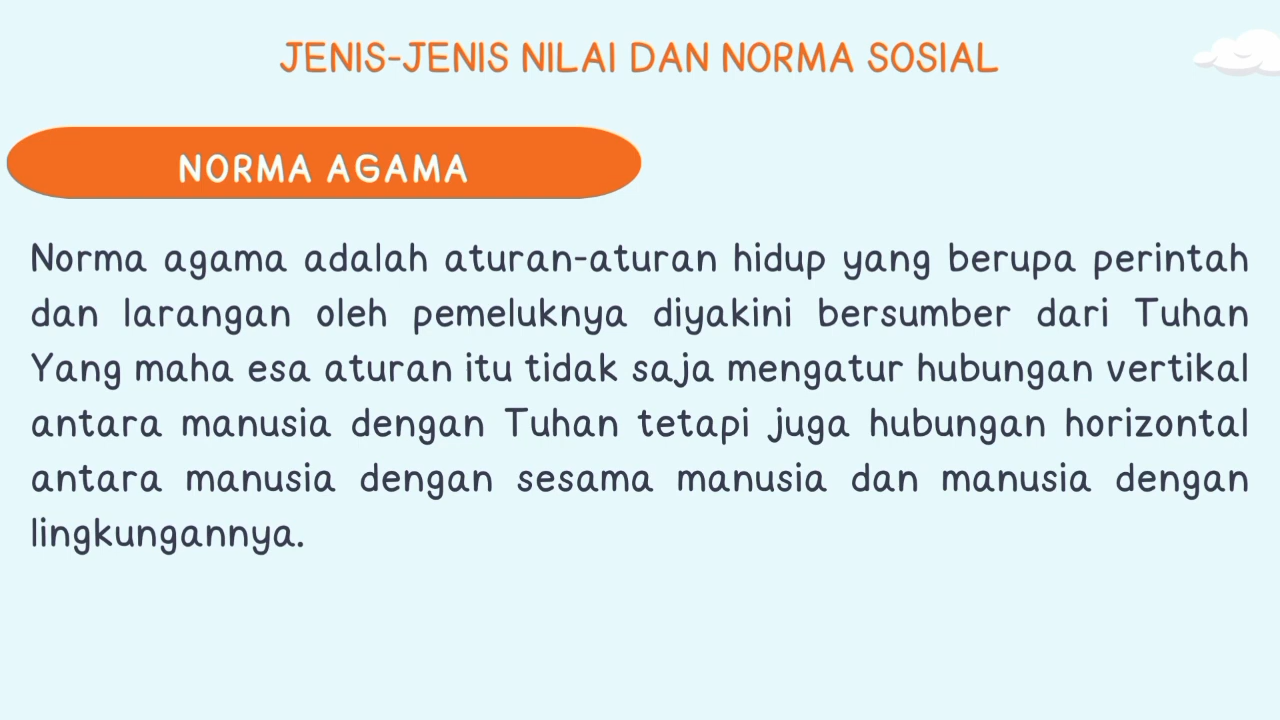 JENIS-JENIS NILAI DAN NORMA SOSIAL
NORMA AGAMA
Norma agama adalah aturan-aturan hidup yang berupa perintah
dan larangan oleh pemeluknya diyakini bersumber dari Tuhan
Yang maha esa aturan itu tidak saja mengatur hubungan vertikal
antara manusia dengan Tuhan tetapi juga hubungan horizontal
antara manusia dengan sesama manusia dan manusia dengan
lingkungannya.